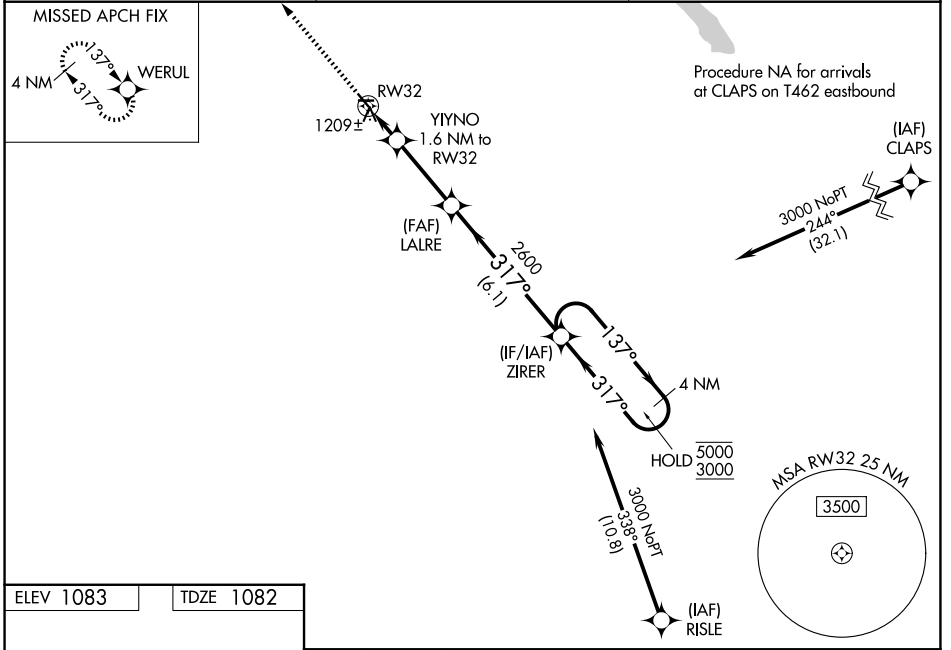 MISSED APCH FIX
137°
WERUL
4 NM
317°
RW32
1209±
YIYNO
1.6 NM to
RW32
Procedure NA for arrivals
at CLAPS on T462 eastbound
(IAF)
CLAPS
3000 NoPT
244°
(32.1)
(FAF)
LALRE
2600
317°
(6.1)
(IF/IAF)
ZIRER
137°
317°
4 NM
HOLD 5000
3000
3000 NoPT
338°
(10.8)
(IAF)
RISLE
MSA RW32 25 NM
3500
ELEV 1083
TDZE 1082